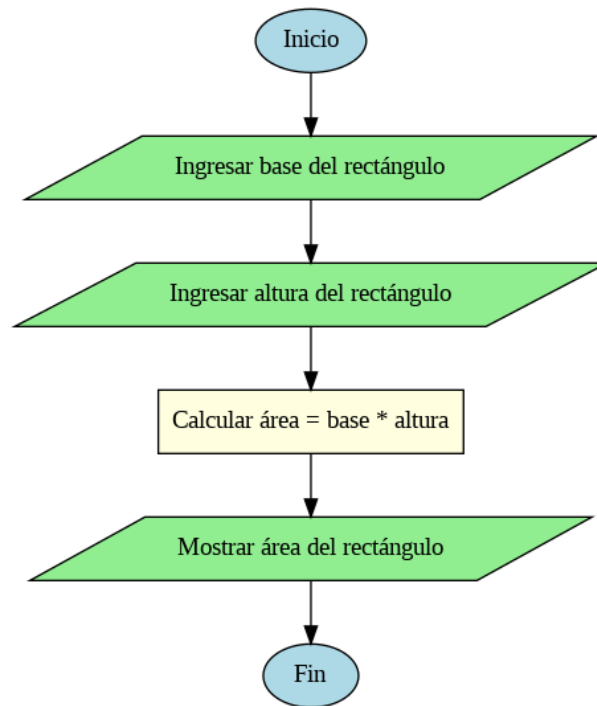 Inicio
Ingresar base del rectángulo
Ingresar altura del rectángulo
Calcular área = base * altura
Mostrar área del rectángulo
Fin